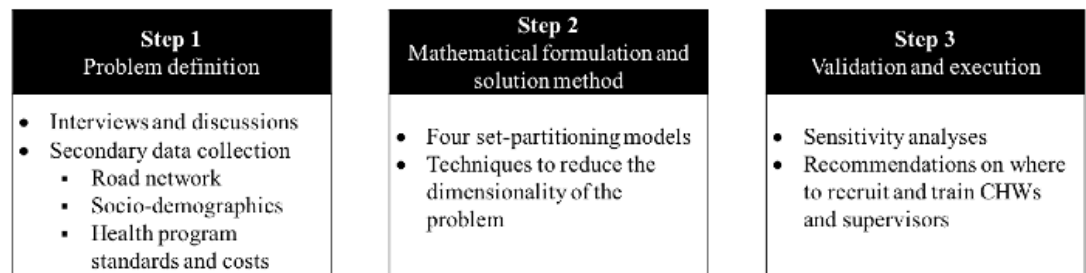 Step 1
Problem definition
• Interviews and discussions
• Secondary data collection
▪ Road network
▪ Socio-demographics
▪ Health program
standards and costs
Step 2
Mathematical formulation and
solution method
• Four set-partitioning models
• Techniques to reduce the
dimensionality of the
problem
Step 3
Validation and execution
• Sensitivity analyses
• Recommendations on where
to recruit and train CHWs
and supervisors